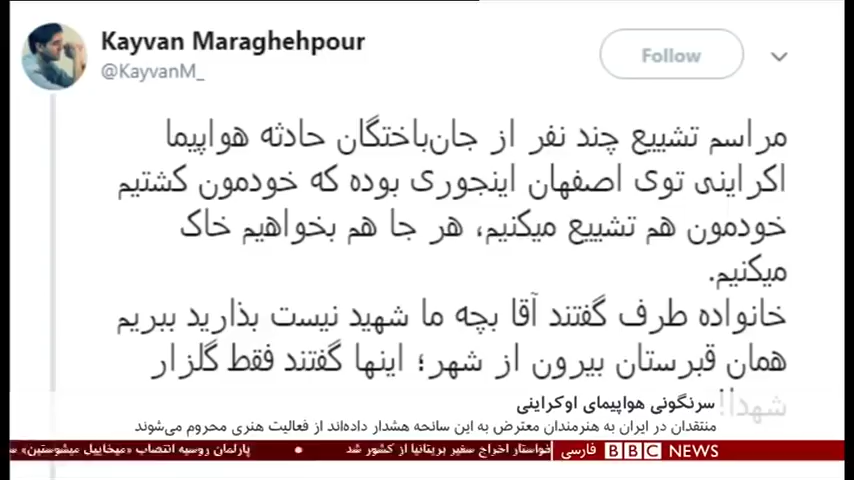 Kayvan Maraghehpour
@KayvanM_
Follow
مراسم تشییع چند نفر از جان‌باختگان حادثه هواپیما
اکراینی توی اصفهان اینجوری بوده که خودمون کشتیم
خودمون هم تشییع میکنیم، هر جا هم بخواهیم خاک
میکنیم.
خانواده طرف گفتند آقا بچه ما شهید نیست بذارید ببریم
همان قبرستان بیرون از شهر؛ اینها گفتند فقط گلزار
شهدا!
سرنگونی هواپیمای اوکراینی
منتقدان در ایران به هنرمندان معترض به این سانحه هشدار داده‌اند از فعالیت هنری محروم می‌شوند
BBC NEWS فارسی
خواستار اخراج سفیر بریتانیا از کشور شد • پارلمان روسیه انتصاب «میخاییل میشوستین» به